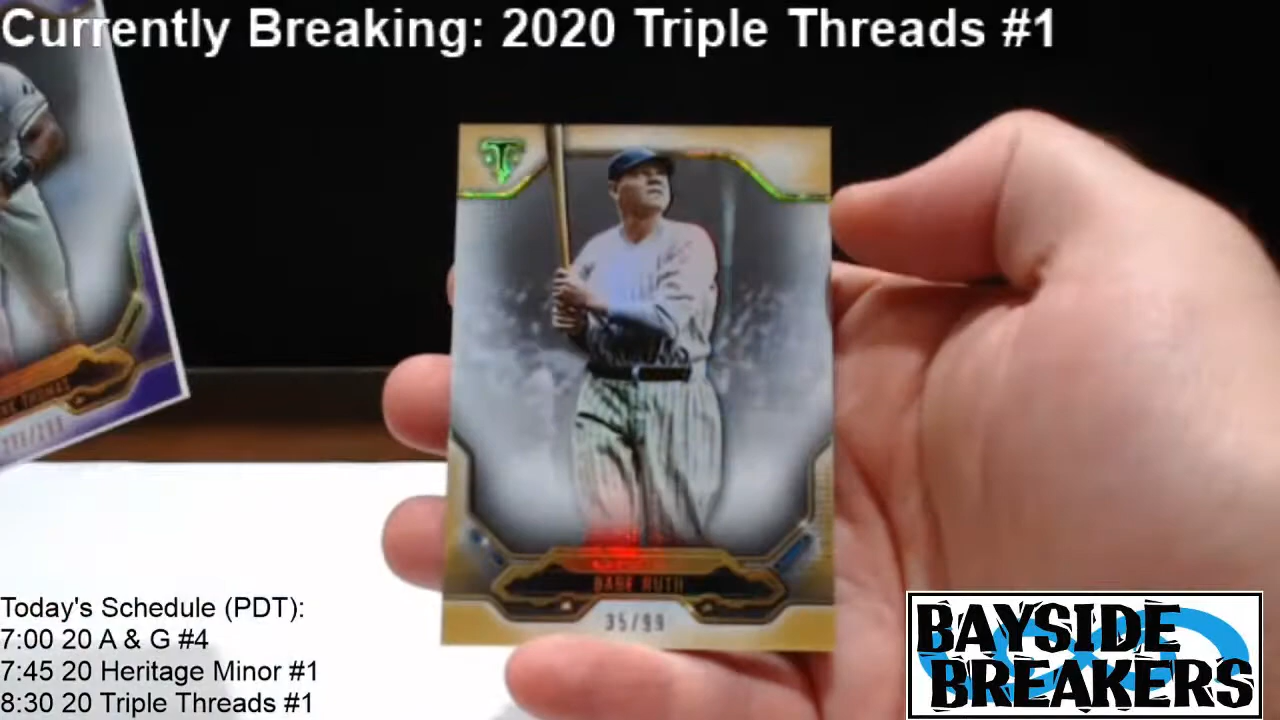 Currently Breaking: 2020 Triple Threads #1
BABE RUTH
35/99
Today's Schedule (PDT):
7:00 20 A & G #4
7:45 20 Heritage Minor #1
8:30 20 Triple Threads #1
BAYSIDE
BREAKERS